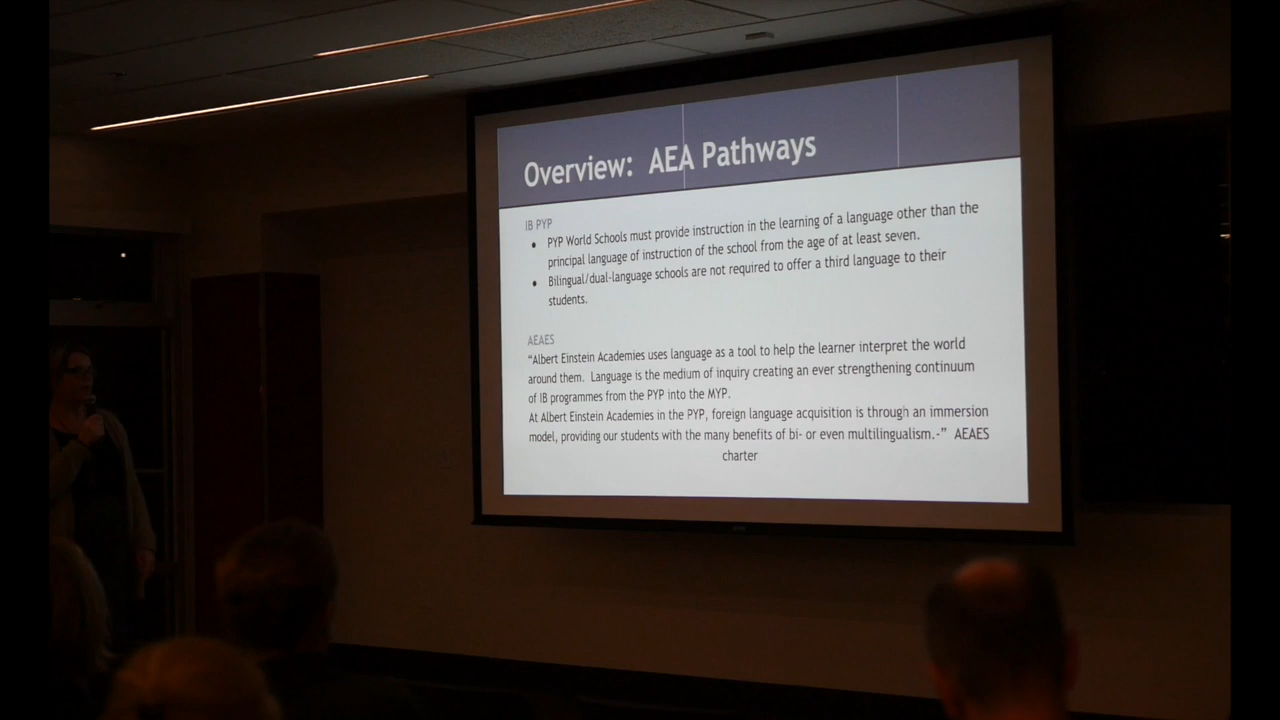 Overview: AEA Pathways
IB PYP
• PYP World Schools must provide instruction in the learning of a language other than the
principal language of instruction of the school from the age of at least seven.
• Bilingual/dual-language schools are not required to offer a third language to their
students.
AEAES
“Albert Einstein Academies uses language as a tool to help the learner interpret the world
around them. Language is the medium of inquiry creating an ever strengthening continuum
of IB programmes from the PYP into the MYP.
At Albert Einstein Academies in the PYP, foreign language acquisition is through an immersion
model, providing our students with the many benefits of bi- or even multilingualism.-” AEAES
charter